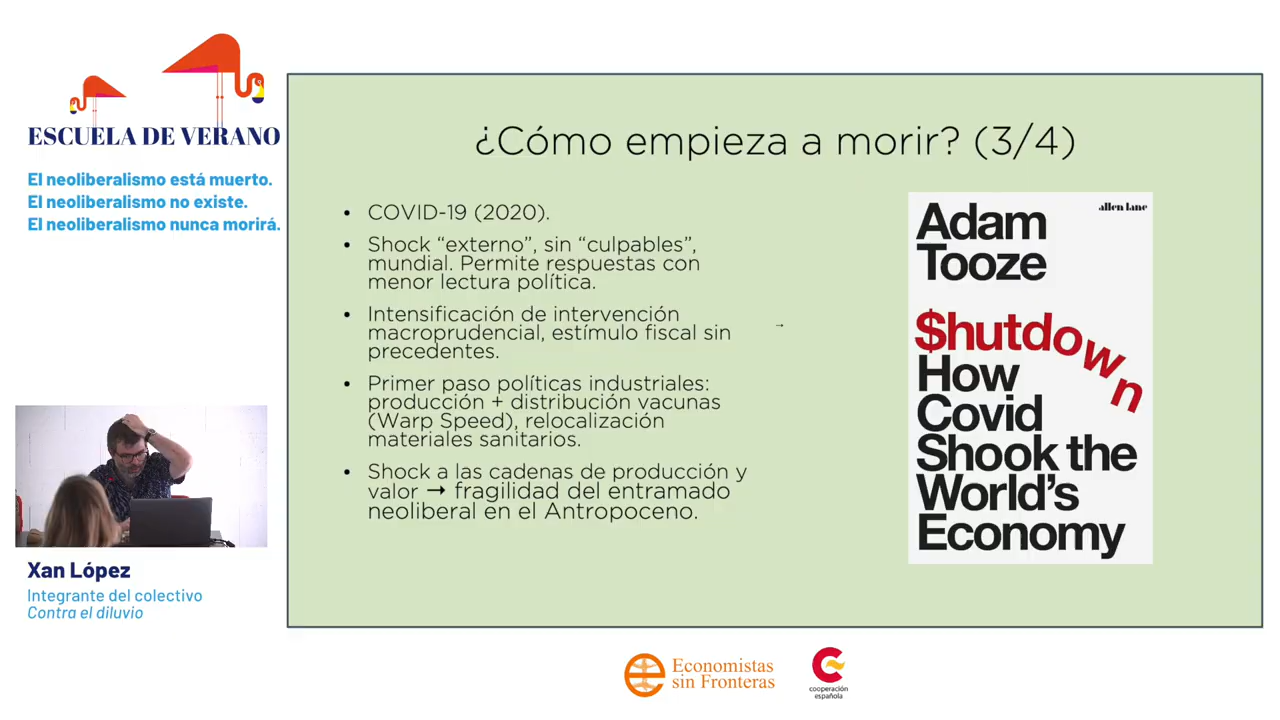 ESCUELA DE VERANO
El neoliberalismo está muerto.
El neoliberalismo no existe.
El neoliberalismo nunca morirá.
¿Cómo empieza a morir? (3/4)
• COVID-19 (2020).
• Shock “externo”, sin “culpables”,
mundial. Permite respuestas con
menor lectura política.
• Intensificación de intervención
macroprudencial, estímulo fiscal sin
precedentes.
• Primer paso políticas industriales:
producción + distribución vacunas
(Warp Speed), relocalización
materiales sanitarios.
• Shock a las cadenas de producción y
valor → fragilidad del entramado
neoliberal en el Antropoceno.
→
allen lane
Adam
Tooze
$hutdown
How
Covid
Shook the
World’s
Economy
Xan López
Integrante del colectivo
Contra el diluvio
Economistas
sin Fronteras
cooperación
española